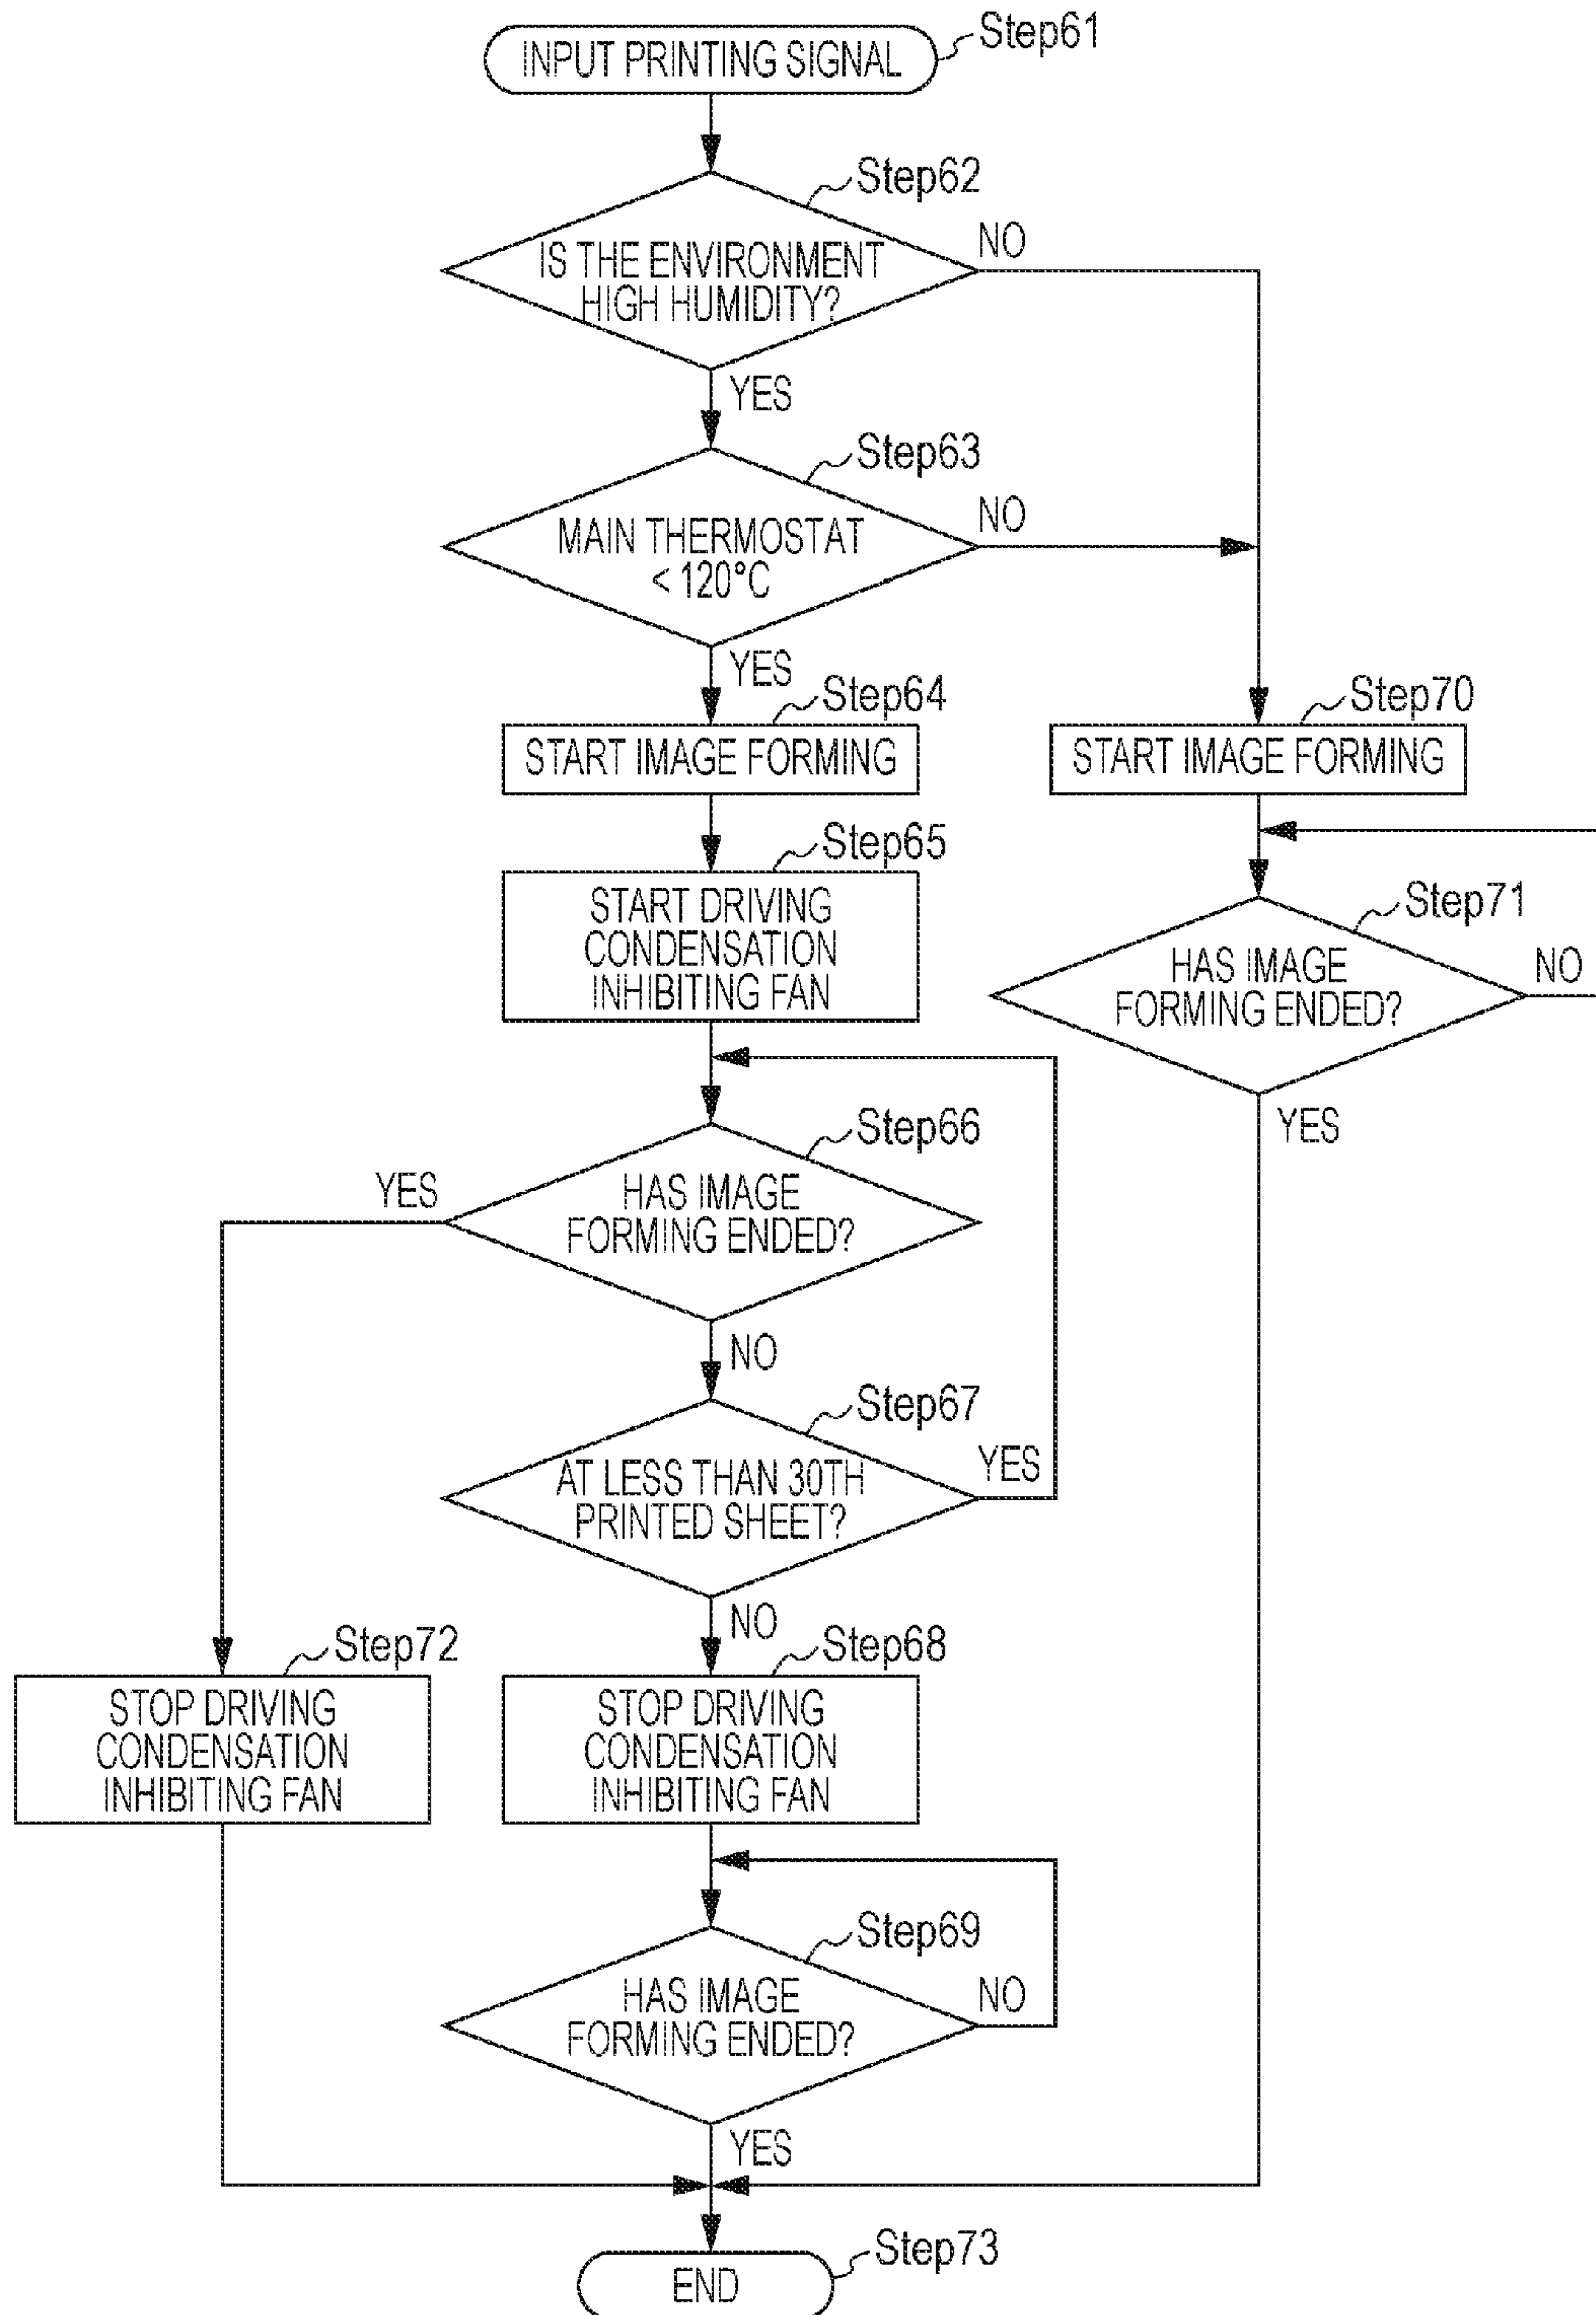 INPUT PRINTING SIGNAL
Step61
Step62
IS THE ENVIRONMENT
HIGH HUMIDITY?
NO
YES
Step63
MAIN THERMOSTAT
< 120°C
NO
YES
Step64
START IMAGE FORMING
Step70
START IMAGE FORMING
Step65
START DRIVING
CONDENSATION
INHIBITING FAN
Step71
HAS IMAGE
FORMING ENDED?
NO
YES
Step66
HAS IMAGE
FORMING ENDED?
YES
NO
Step67
AT LESS THAN 30TH
PRINTED SHEET?
YES
NO
Step72
STOP DRIVING
CONDENSATION
INHIBITING FAN
Step68
STOP DRIVING
CONDENSATION
INHIBITING FAN
Step69
HAS IMAGE
FORMING ENDED?
NO
YES
Step73
END